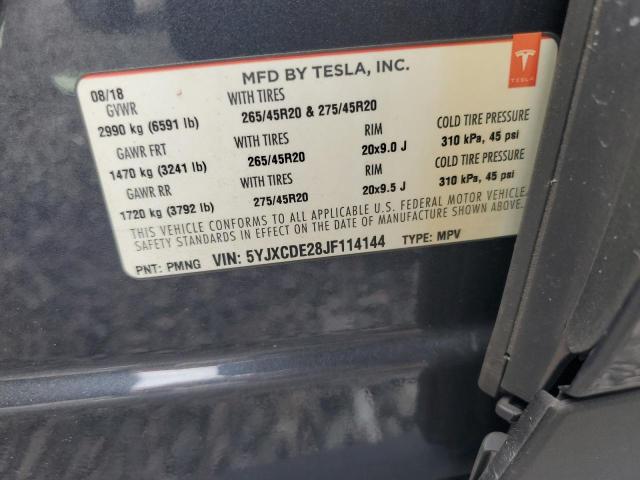 MFD BY TESLA, INC.
TESLA
08/18
GVWR
2990 kg (6591 lb)
WITH TIRES
265/45R20 & 275/45R20
GAWR FRT
1470 kg (3241 lb)
WITH TIRES
265/45R20
RIM
20x9.0 J
COLD TIRE PRESSURE
310 kPa, 45 psi
GAWR RR
1720 kg (3792 lb)
WITH TIRES
275/45R20
RIM
20x9.5 J
COLD TIRE PRESSURE
310 kPa, 45 psi
THIS VEHICLE CONFORMS TO ALL APPLICABLE U.S. FEDERAL MOTOR VEHICLE
SAFETY STANDARDS IN EFFECT ON THE DATE OF MANUFACTURE SHOWN ABOVE.
PNT: PMNG VIN: 5YJXCDE28JF114144 TYPE: MPV